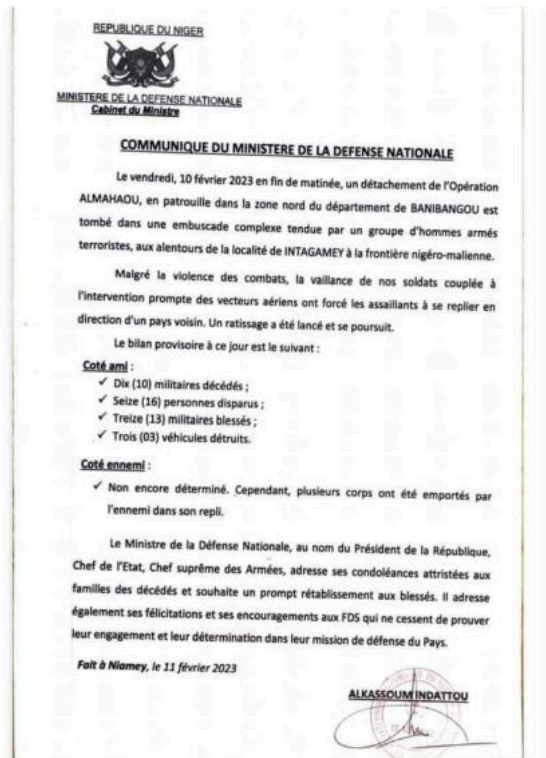 REPUBLIQUE DU NIGER
MINISTERE DE LA DEFENSE NATIONALE
Cabinet du Ministre
COMMUNIQUE DU MINISTERE DE LA DEFENSE NATIONALE
Le vendredi, 10 février 2023 en fin de matinée, un détachement de l'Opération
ALMAHAOU, en patrouille dans la zone nord du département de BANIBANGOU est
tombé dans une embuscade complexe tendue par un groupe d'hommes armés
terroristes, aux alentours de la localité de INTAGAMEY à la frontière nigéro-malienne.
Malgré la violence des combats, la vaillance de nos soldats couplée à
l'intervention prompte des vecteurs aériens ont forcé les assaillants à se replier en
direction d'un pays voisin. Un ratissage a été lancé et se poursuit.
Le bilan provisoire à ce jour est le suivant :
Coté ami :
✓ Dix (10) militaires décédés ;
✓ Seize (16) personnes disparus ;
✓ Treize (13) militaires blessés ;
✓ Trois (03) véhicules détruits.
Coté ennemi :
✓ Non encore déterminé. Cependant, plusieurs corps ont été emportés par
l'ennemi dans son repli.
Le Ministre de la Défense Nationale, au nom du Président de la République,
Chef de l'Etat, Chef suprême des Armées, adresse ses condoléances attristées aux
familles des décédés et souhaite un prompt rétablissement aux blessés. Il adresse
également ses félicitations et ses encouragements aux FDS qui ne cessent de prouver
leur engagement et leur détermination dans leur mission de défense du Pays.
Fait à Niamey, le 11 février 2023
ALKASSOUM INDATTOU